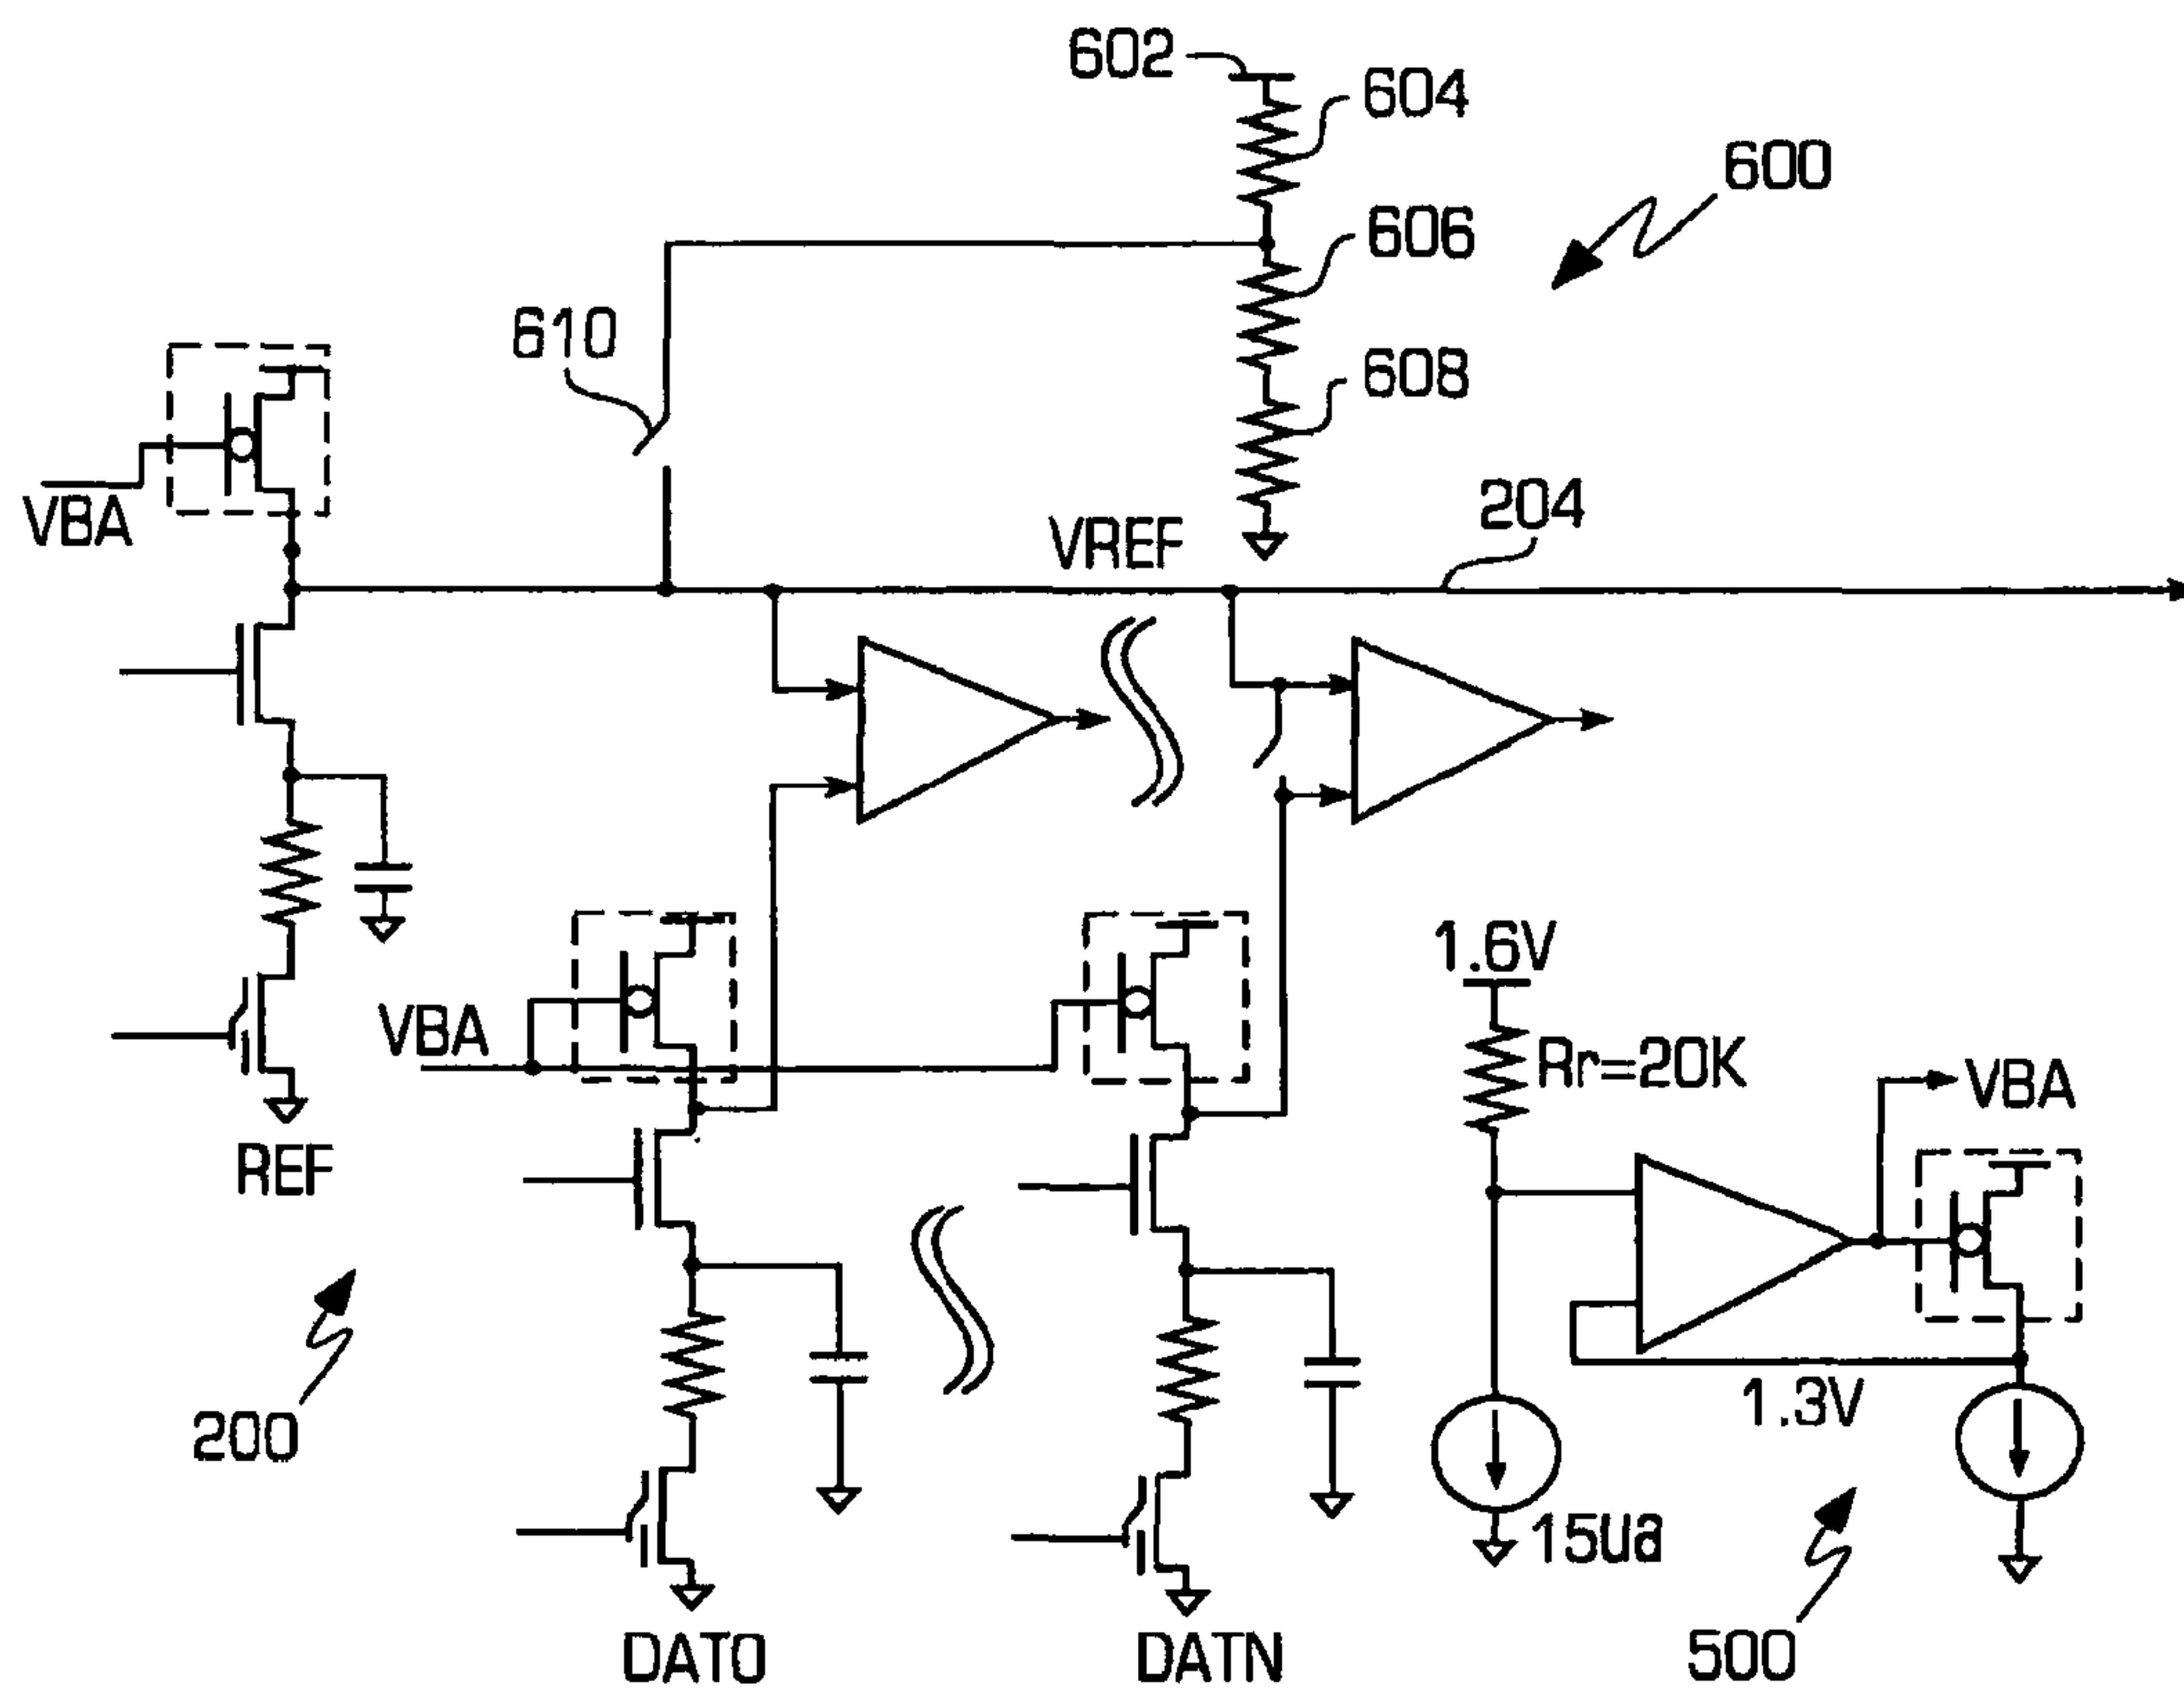 602
604
600
606
610
608
VBA
204
VREF
1.6V
VBA
Rr=20K
VBA
REF
1.3V
200
15ua
DAT0
DATN
500